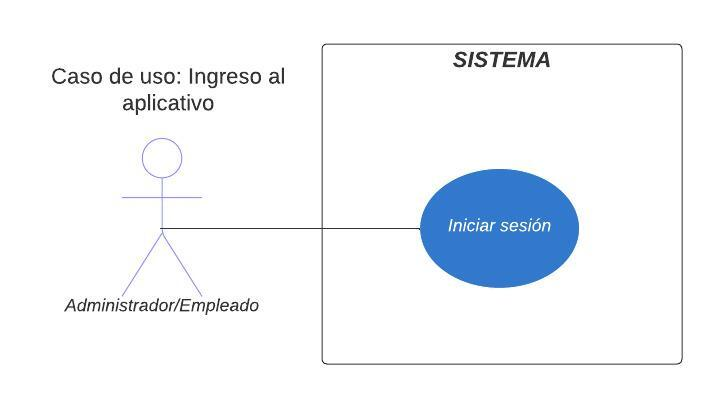 Caso de uso: Ingreso al
aplicativo
SISTEMA
Iniciar sesión
Administrador/Empleado